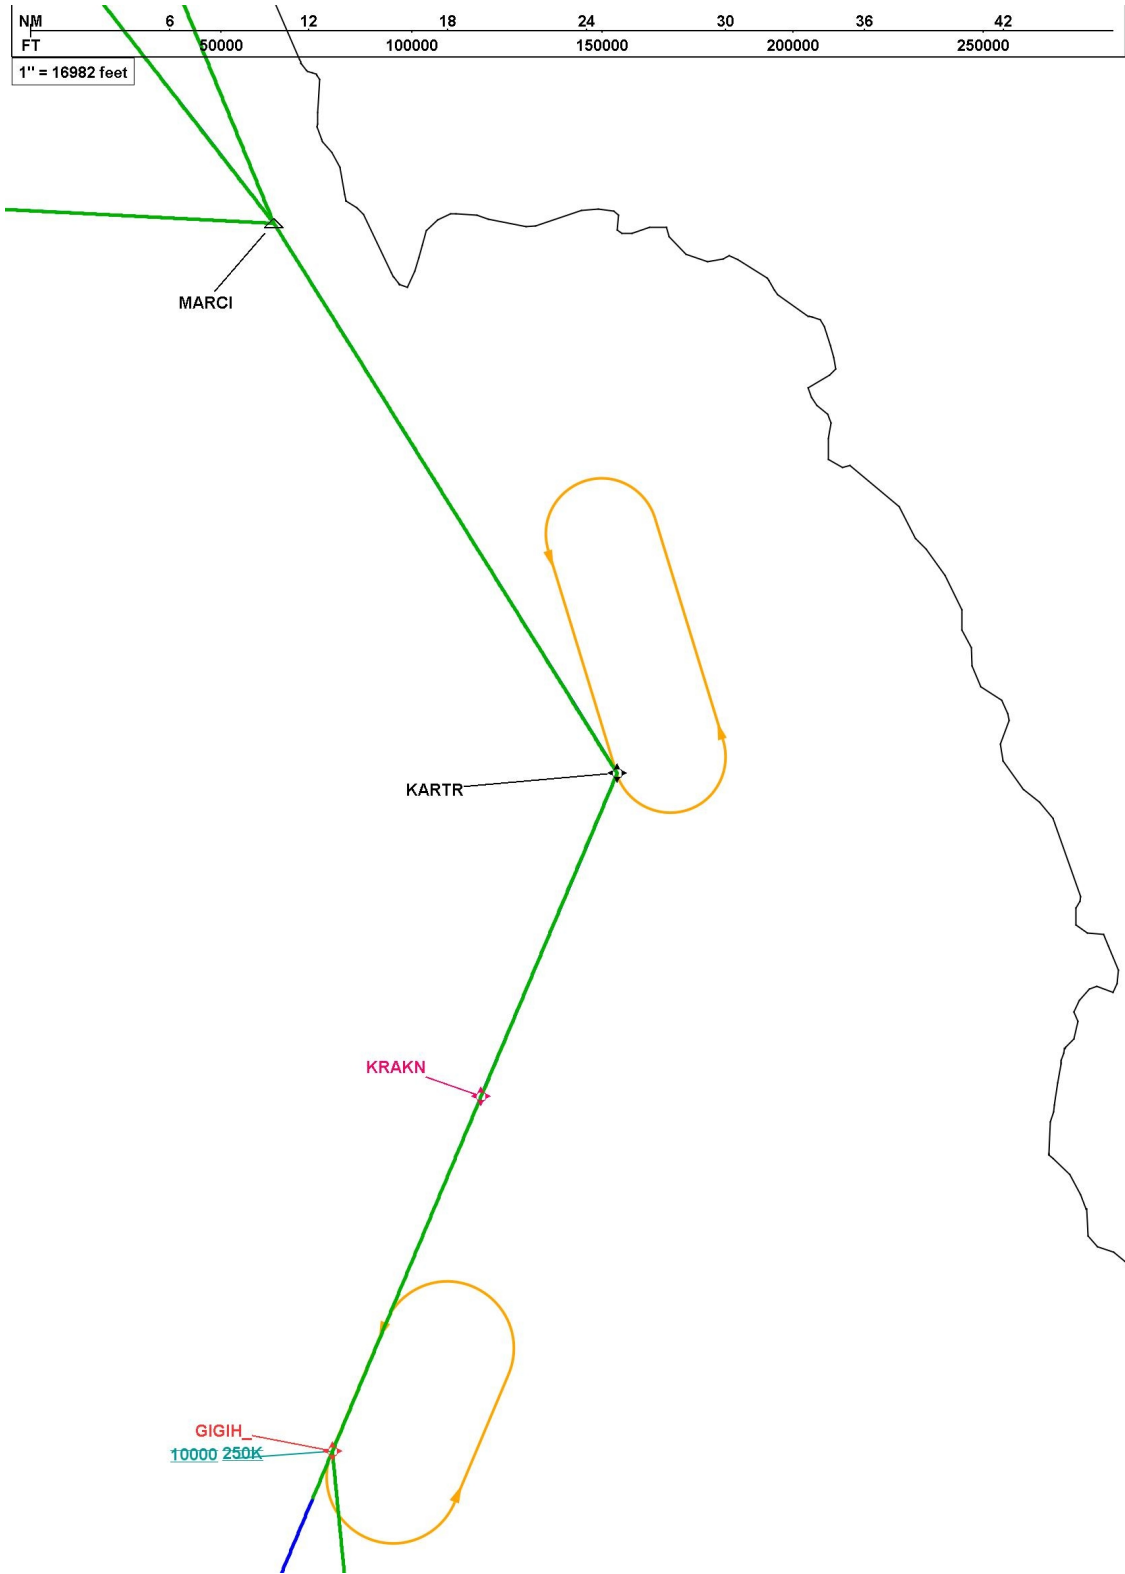 NM 6 12 18 24 30 36 42
FT 50000 100000 150000 200000 250000
1" = 16982 feet
MARCI
KARTR
KRAKN
GIGIH_
10000 250K